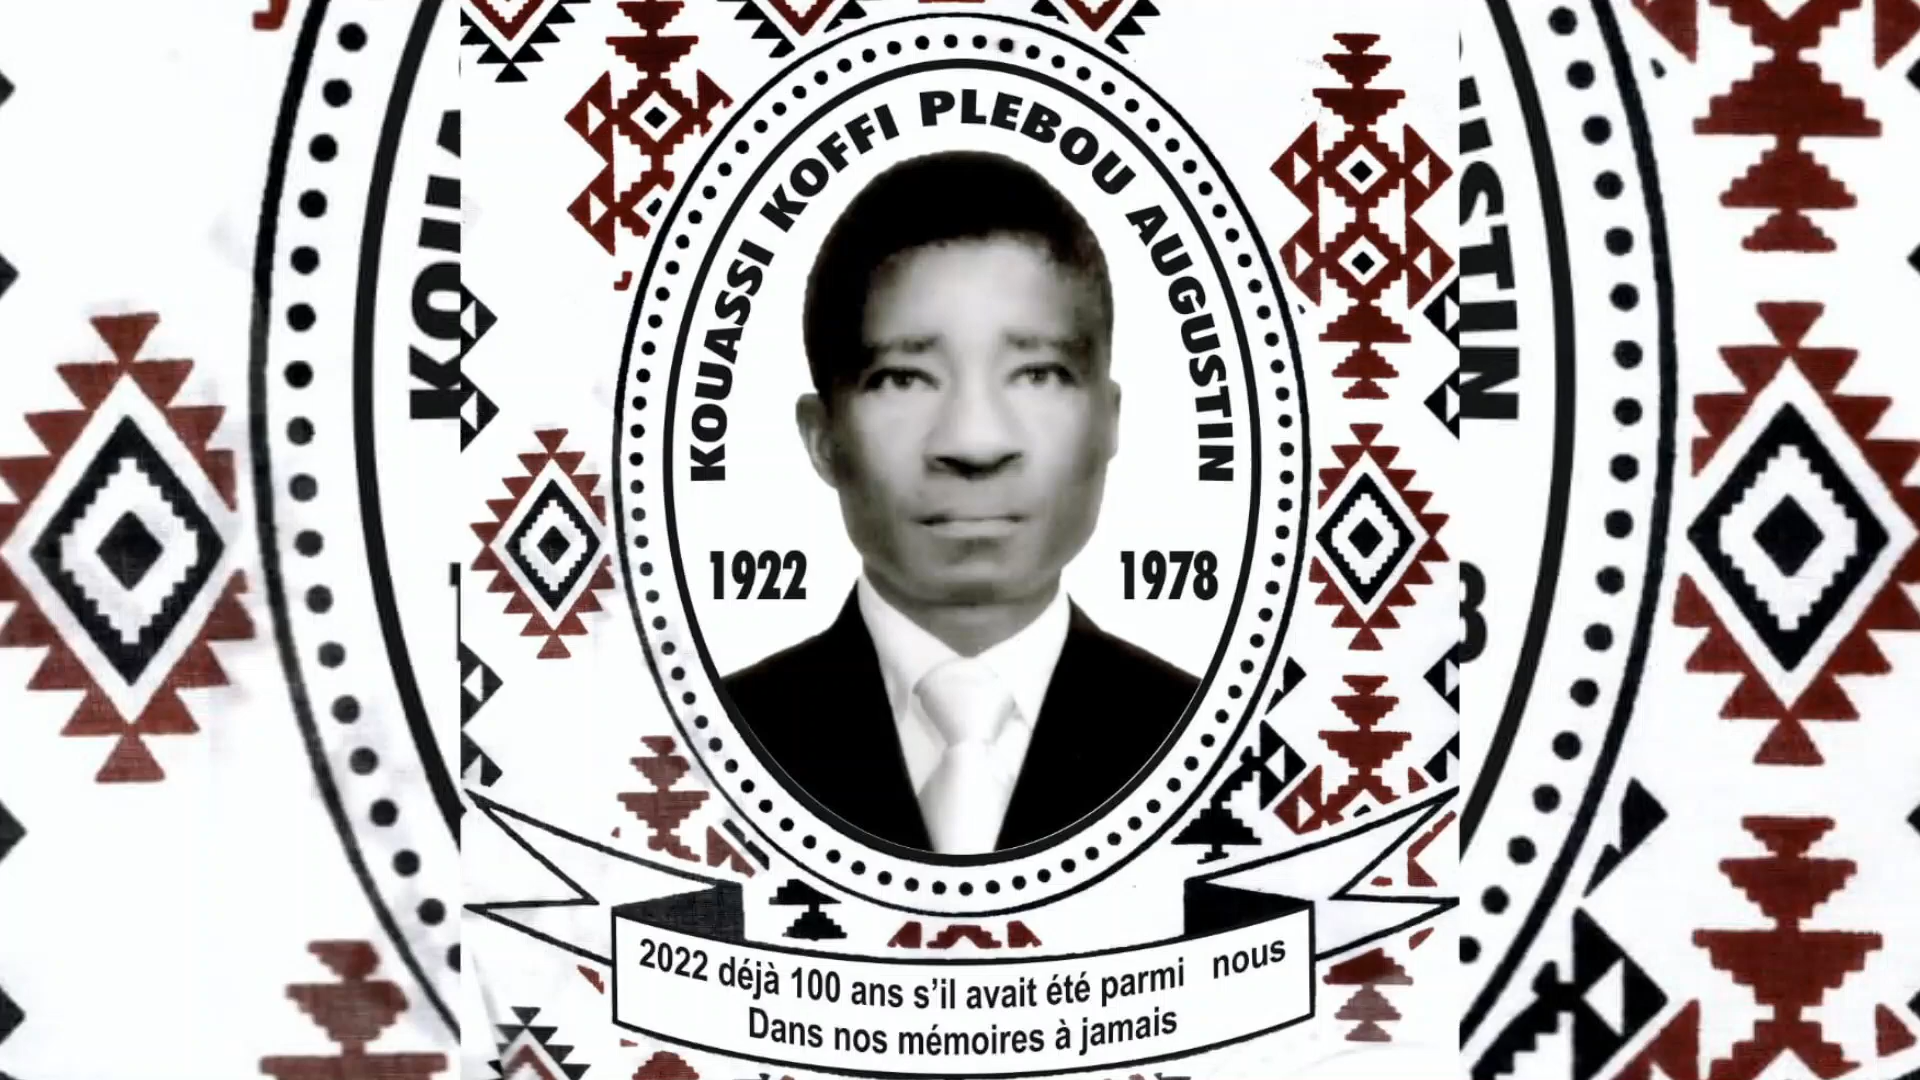 KOUASSI KOFFI PLEBOU AUGUSTIN
1922
1978
2022 déjà 100 ans s'il avait été parmi nous
Dans nos mémoires à jamais